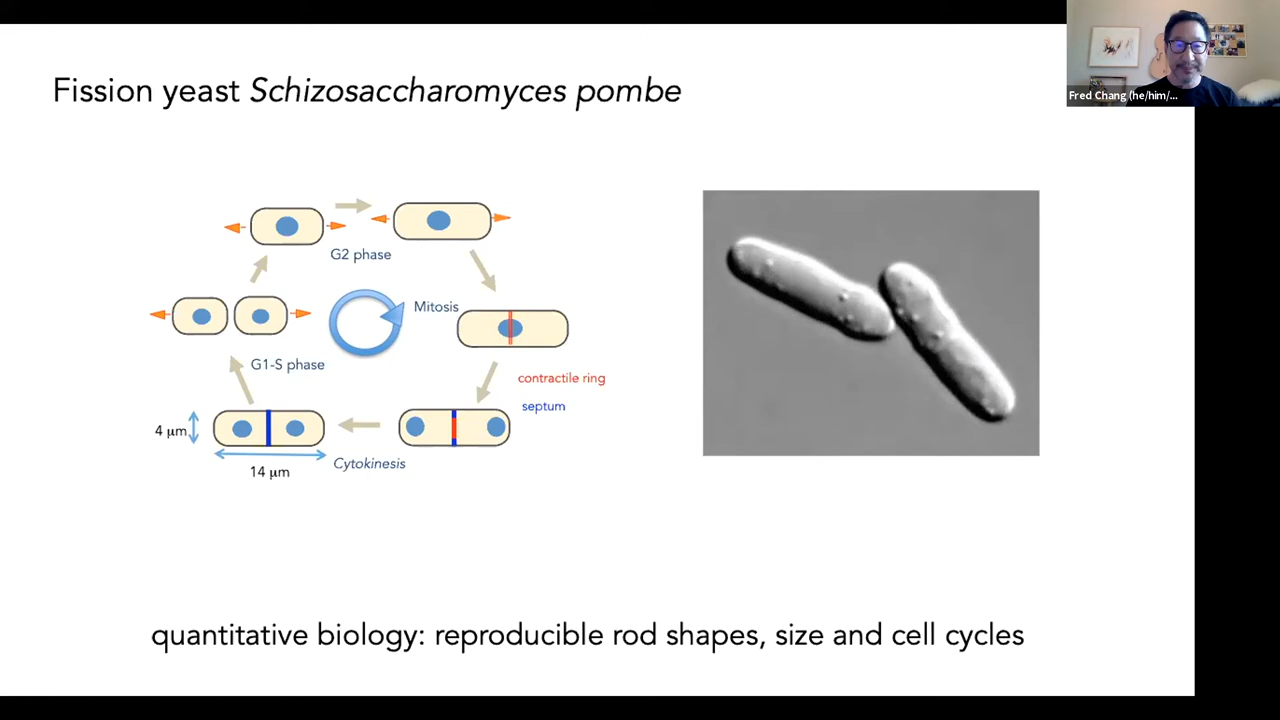 Fission yeast Schizosaccharomyces pombe
Fred Chang (he/him/...
G2 phase
Mitosis
G1-S phase
contractile ring
septum
4 μm
Cytokinesis
14 μm
quantitative biology: reproducible rod shapes, size and cell cycles